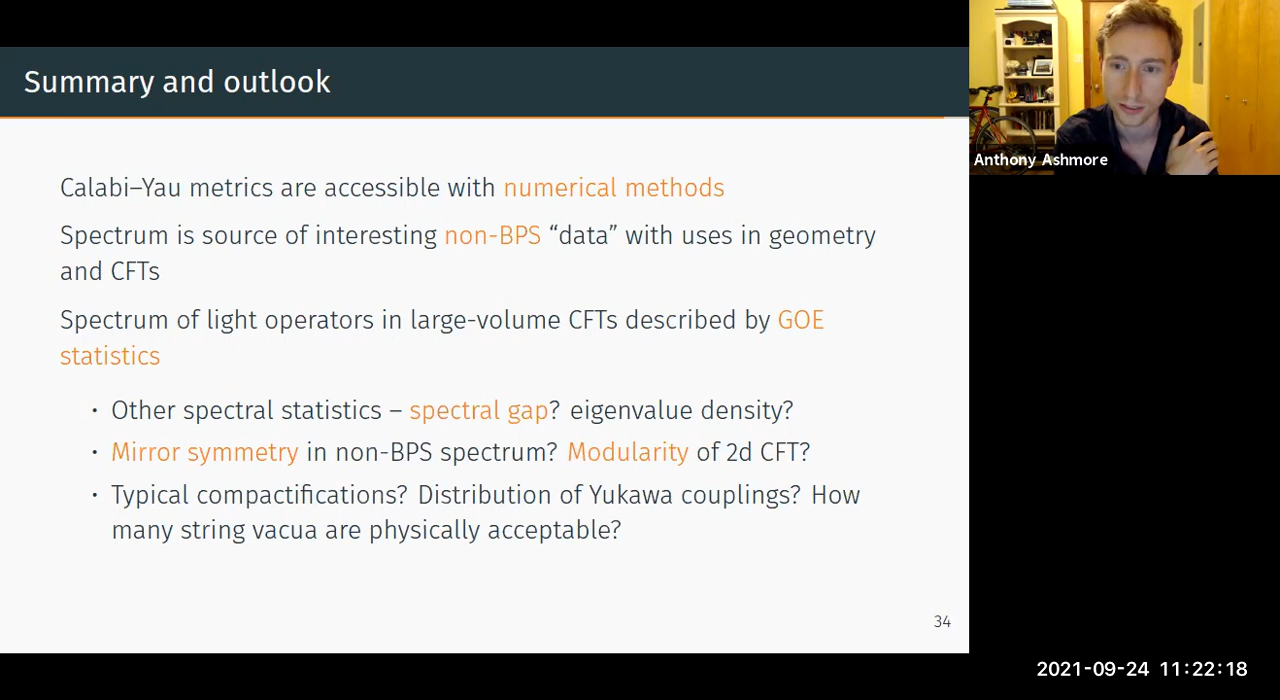 Summary and outlook
Calabi–Yau metrics are accessible with numerical methods
Spectrum is source of interesting non-BPS “data” with uses in geometry
and CFTs
Spectrum of light operators in large-volume CFTs described by GOE
statistics
• Other spectral statistics – spectral gap? eigenvalue density?
• Mirror symmetry in non-BPS spectrum? Modularity of 2d CFT?
• Typical compactifications? Distribution of Yukawa couplings? How
many string vacua are physically acceptable?
34
Anthony Ashmore
2021-09-24 11:22:18